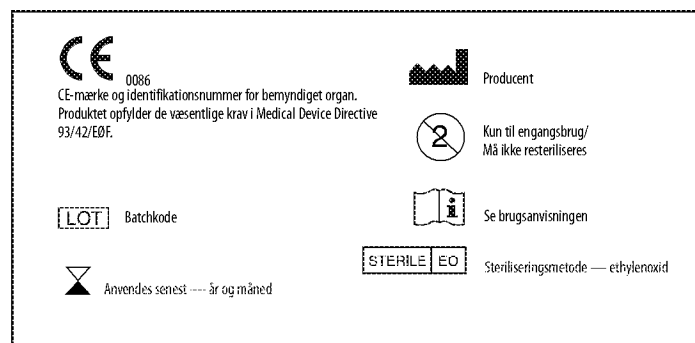 CE 0086
CE-mærke og identifikationsnummer for bemyndiget organ.
Produktet opfylder de væsentlige krav i Medical Device Directive
93/42/EØF.
LOT Batchkode
Anvendes senest --- år og måned
Producent
2 Kun til engangsbrug/
Må ikke resteriliseres
Se brugsanvisningen
STERILE EO Steriliseringsmetode — ethylenoxid